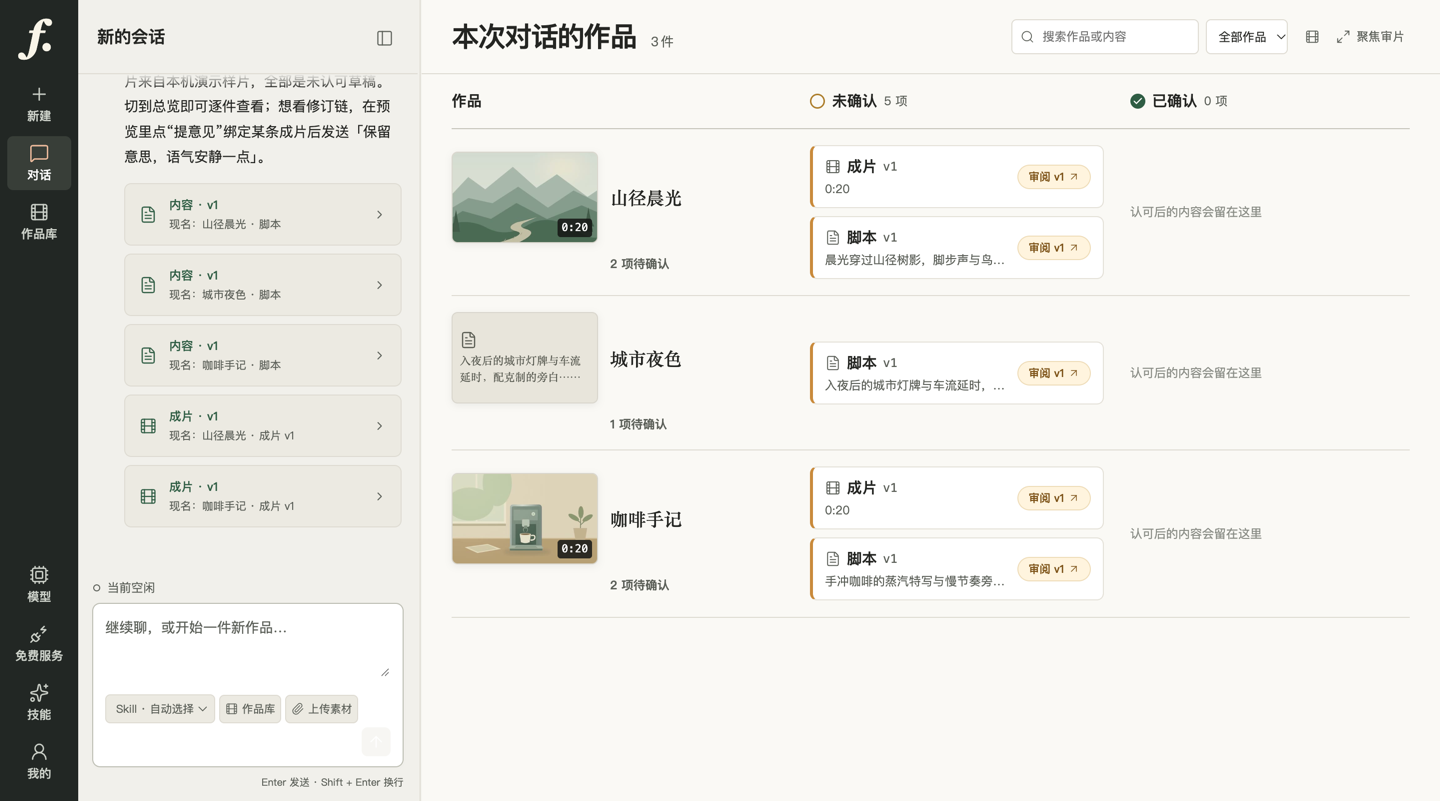 f.
新建
对话
作品库
模型
免费服务
技能
我的
新的会话
片来自本机演示样片，全部是未认可草稿。
切到总览即可逐件查看；想看修订链，在预
览里点“提意见”绑定某条成片后发送「保留
意思，语气安静一点」。
内容 · v1
现名：山径晨光 · 脚本
内容 · v1
现名：城市夜色 · 脚本
内容 · v1
现名：咖啡手记 · 脚本
成片 · v1
现名：山径晨光 · 成片 v1
成片 · v1
现名：咖啡手记 · 成片 v1
当前空闲
继续聊，或开始一件新作品…
Skill · 自动选择
作品库
上传素材
Enter 发送 · Shift + Enter 换行
本次对话的作品 3 件
搜索作品或内容
全部作品
聚焦审片
作品
未确认 5 项
已确认 0 项
0:20
山径晨光
2 项待确认
成片 v1
0:20
审阅 v1
脚本 v1
晨光穿过山径树影，脚步声与鸟…
审阅 v1
认可后的内容会留在这里
入夜后的城市灯牌与车流
延时，配克制的旁白……
城市夜色
1 项待确认
脚本 v1
入夜后的城市灯牌与车流延时，…
审阅 v1
认可后的内容会留在这里
0:20
咖啡手记
2 项待确认
成片 v1
0:20
审阅 v1
脚本 v1
手冲咖啡的蒸汽特写与慢节奏旁…
审阅 v1
认可后的内容会留在这里